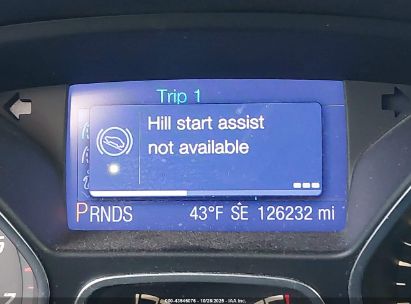 Trip 1
Hill start assist
not available
PRNDS 43°F SE 126232 mi